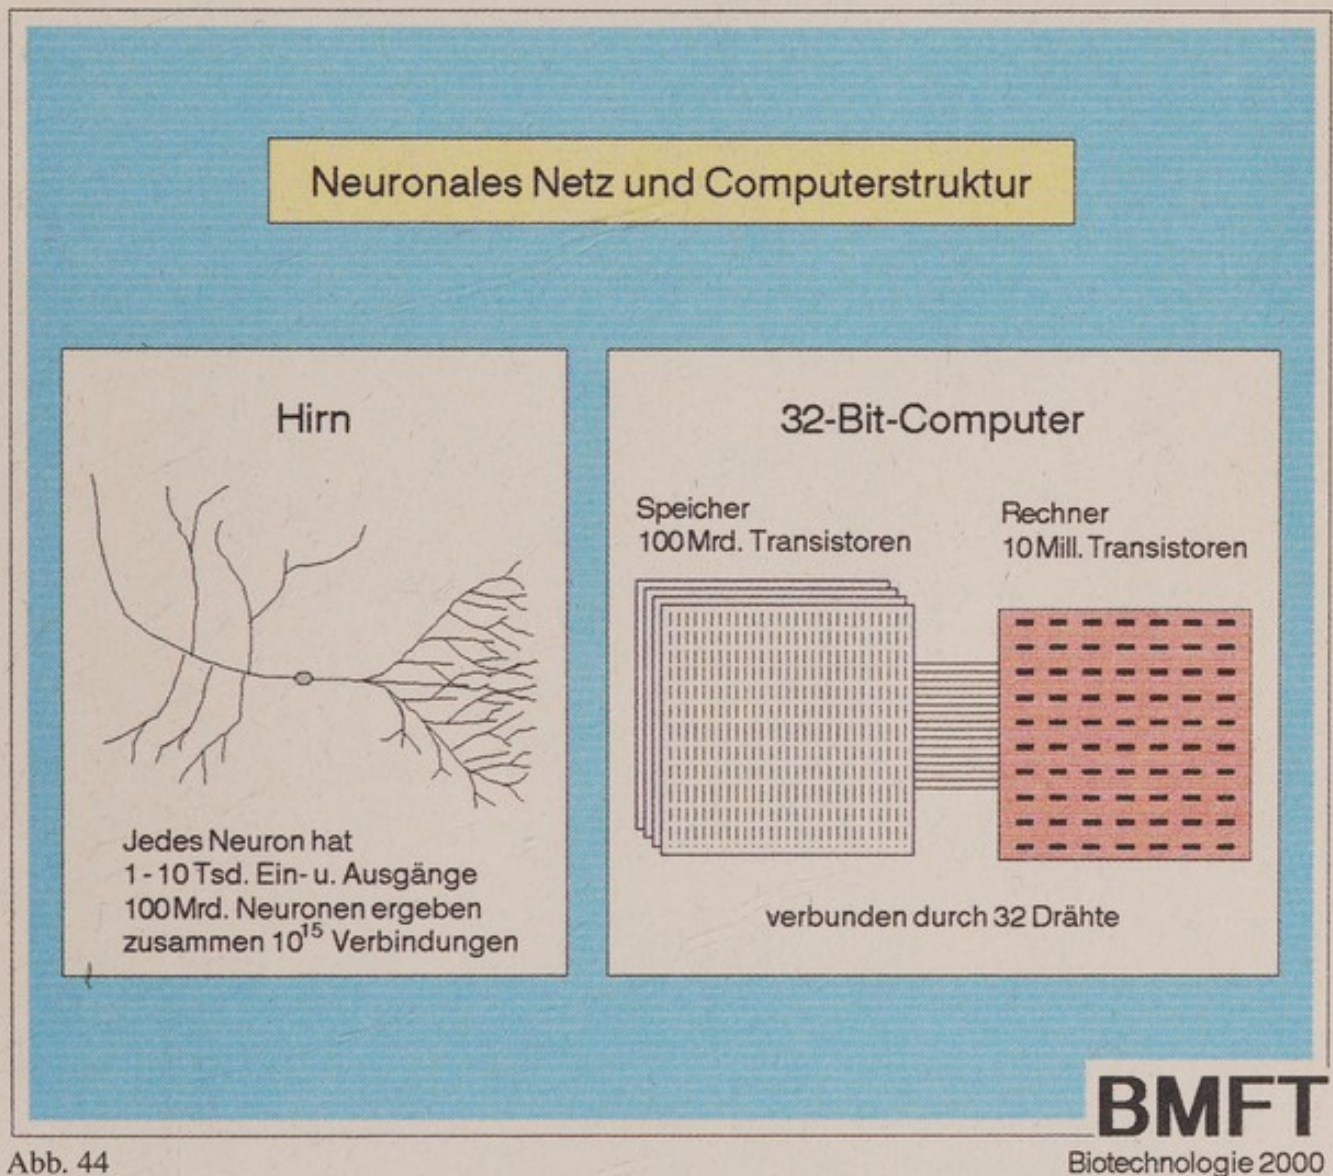 Neuronales Netz und Computerstruktur
Hirn
Jedes Neuron hat
1-10 Tsd. Ein- u. Ausgänge
100 Mrd. Neuronen ergeben
zusammen 10¹⁵ Verbindungen
32-Bit-Computer
Speicher
100 Mrd. Transistoren
Rechner
10 Mill. Transistoren
verbunden durch 32 Drähte
BMFT
Biotechnologie 2000
Abb. 44